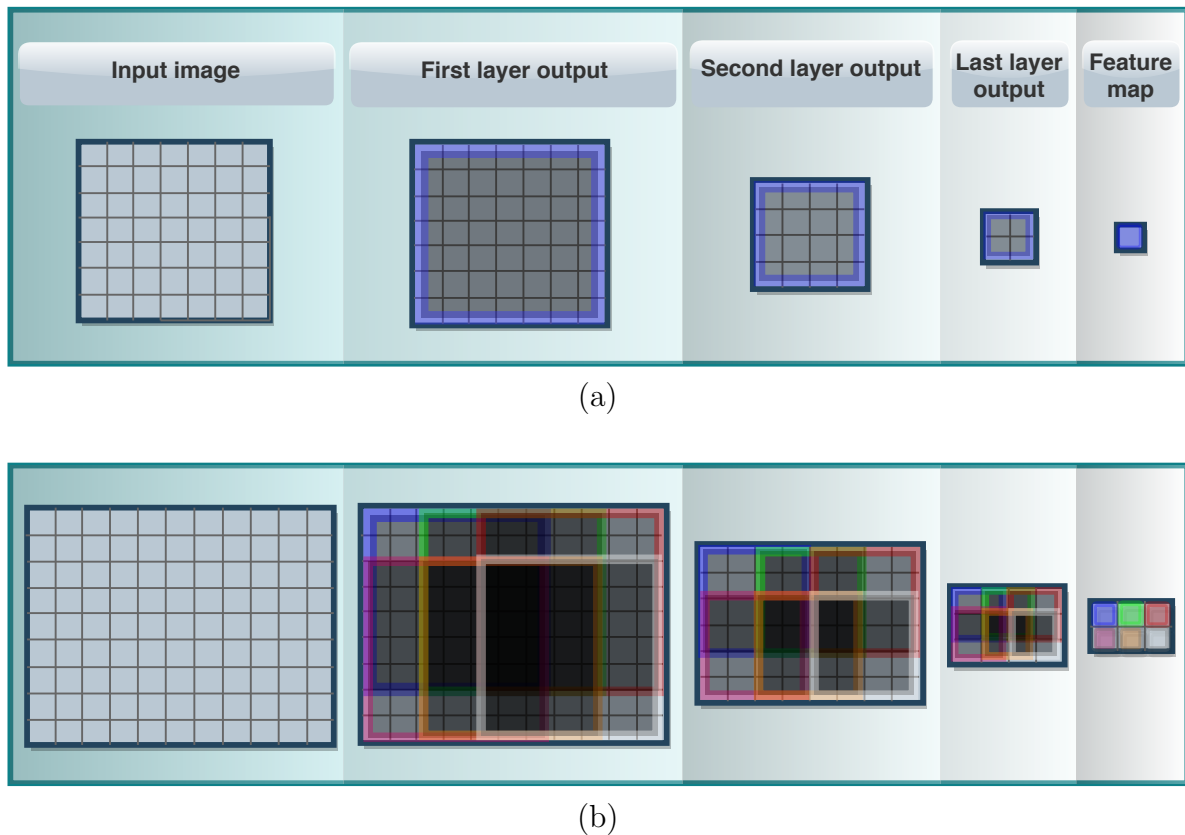 Input image
First layer output
Second layer output
Last layer
output
Feature
map
(a)
(b)